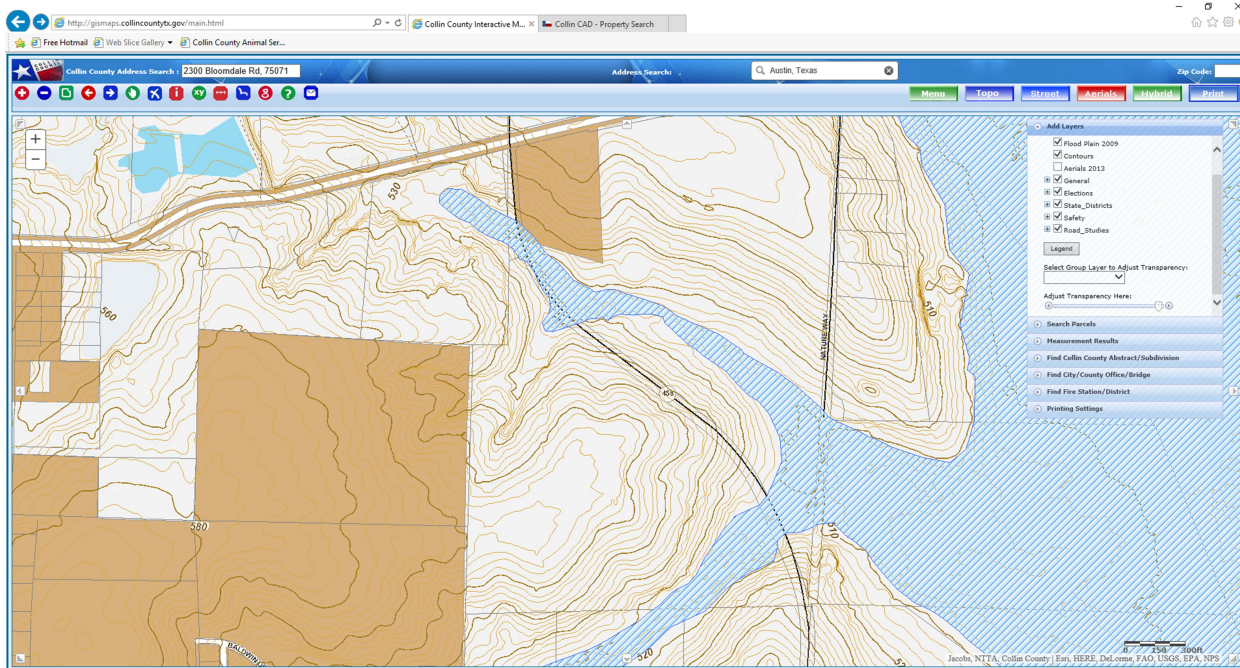 http://gismaps.collincountytx.gov/main.html
Collin County Interactive M...
Collin CAD - Property Search
Free Hotmail
Web Slice Gallery
Collin County Animal Ser...
Collin County Address Search :
2300 Bloomdale Rd, 75071
Address Search:
Austin, Texas
Zip Code:
xy
Menu
Topo
Street
Aerials
Hybrid
Print
+
−
Add Layers
Flood Plain 2009
Contours
Aerials 2013
General
Elections
State_Districts
Safety
Road_Studies
Legend
Select Group Layer to Adjust Transparency:
Adjust Transparency Here:
Search Parcels
Measurement Results
Find Collin County Abstract/Subdivision
Find City/County Office/Bridge
Find Fire Station/District
Printing Settings
530
560
510
NATURE WAY
458
580
510
520
0 150 300ft
Jacobs, NTTA, Collin County | Esri, HERE, DeLorme, FAO, USGS, EPA, NPS